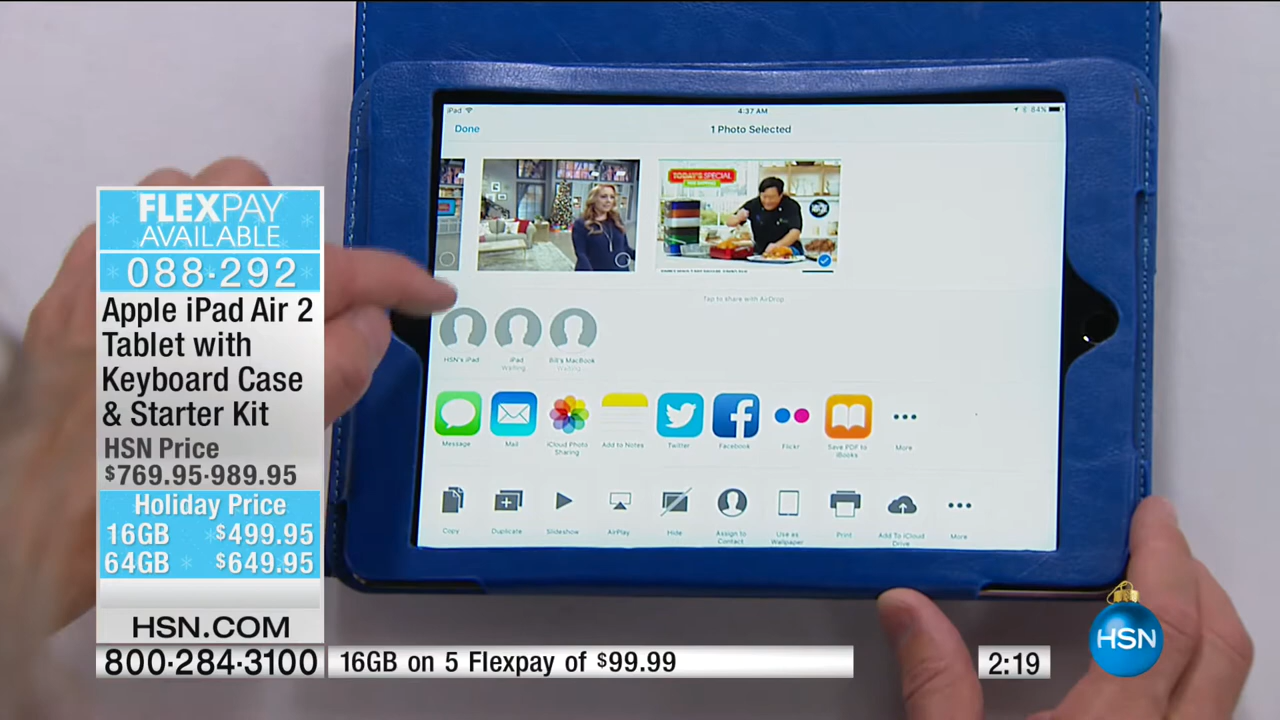 iPad
4:37 AM
84%
Done
1 Photo Selected
TODAY'S SPECIAL
Tap to share with AirDrop
HSN's iPad
iPad
Waiting...
Bill's MacBook
Waiting...
Message
Mail
iCloud Photo
Sharing
Add to Notes
Twitter
Facebook
Flickr
Save PDF to
iBooks
More
Copy
Duplicate
Slideshow
AirPlay
Hide
Assign to
Contact
Use as
Wallpaper
Print
Add To iCloud
Drive
More
FLEXPAY
AVAILABLE
088·292
Apple iPad Air 2
Tablet with
Keyboard Case
& Starter Kit
HSN Price
$769.95-989.95
Holiday Price
16GB $499.95
64GB $649.95
HSN.COM
800·284·3100
16GB on 5 Flexpay of $99.99
2:19
HSN